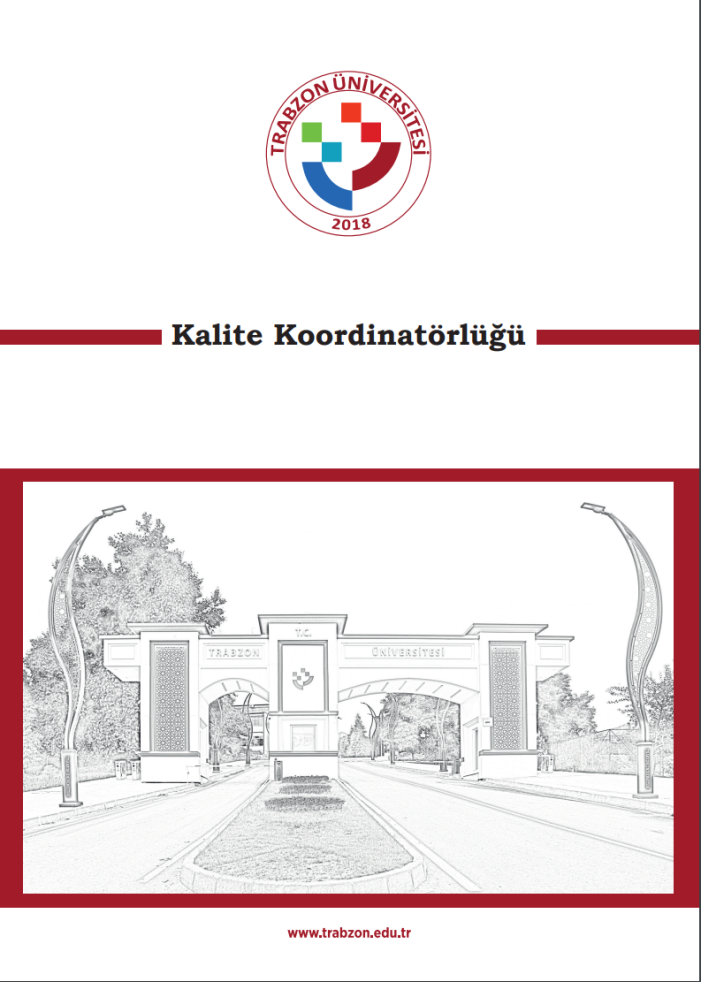 TRABZON ÜNİVERSİTESİ
2018
Kalite Koordinatörlüğü
T.C.
TRABZON
ÜNİVERSİTESİ
www.trabzon.edu.tr